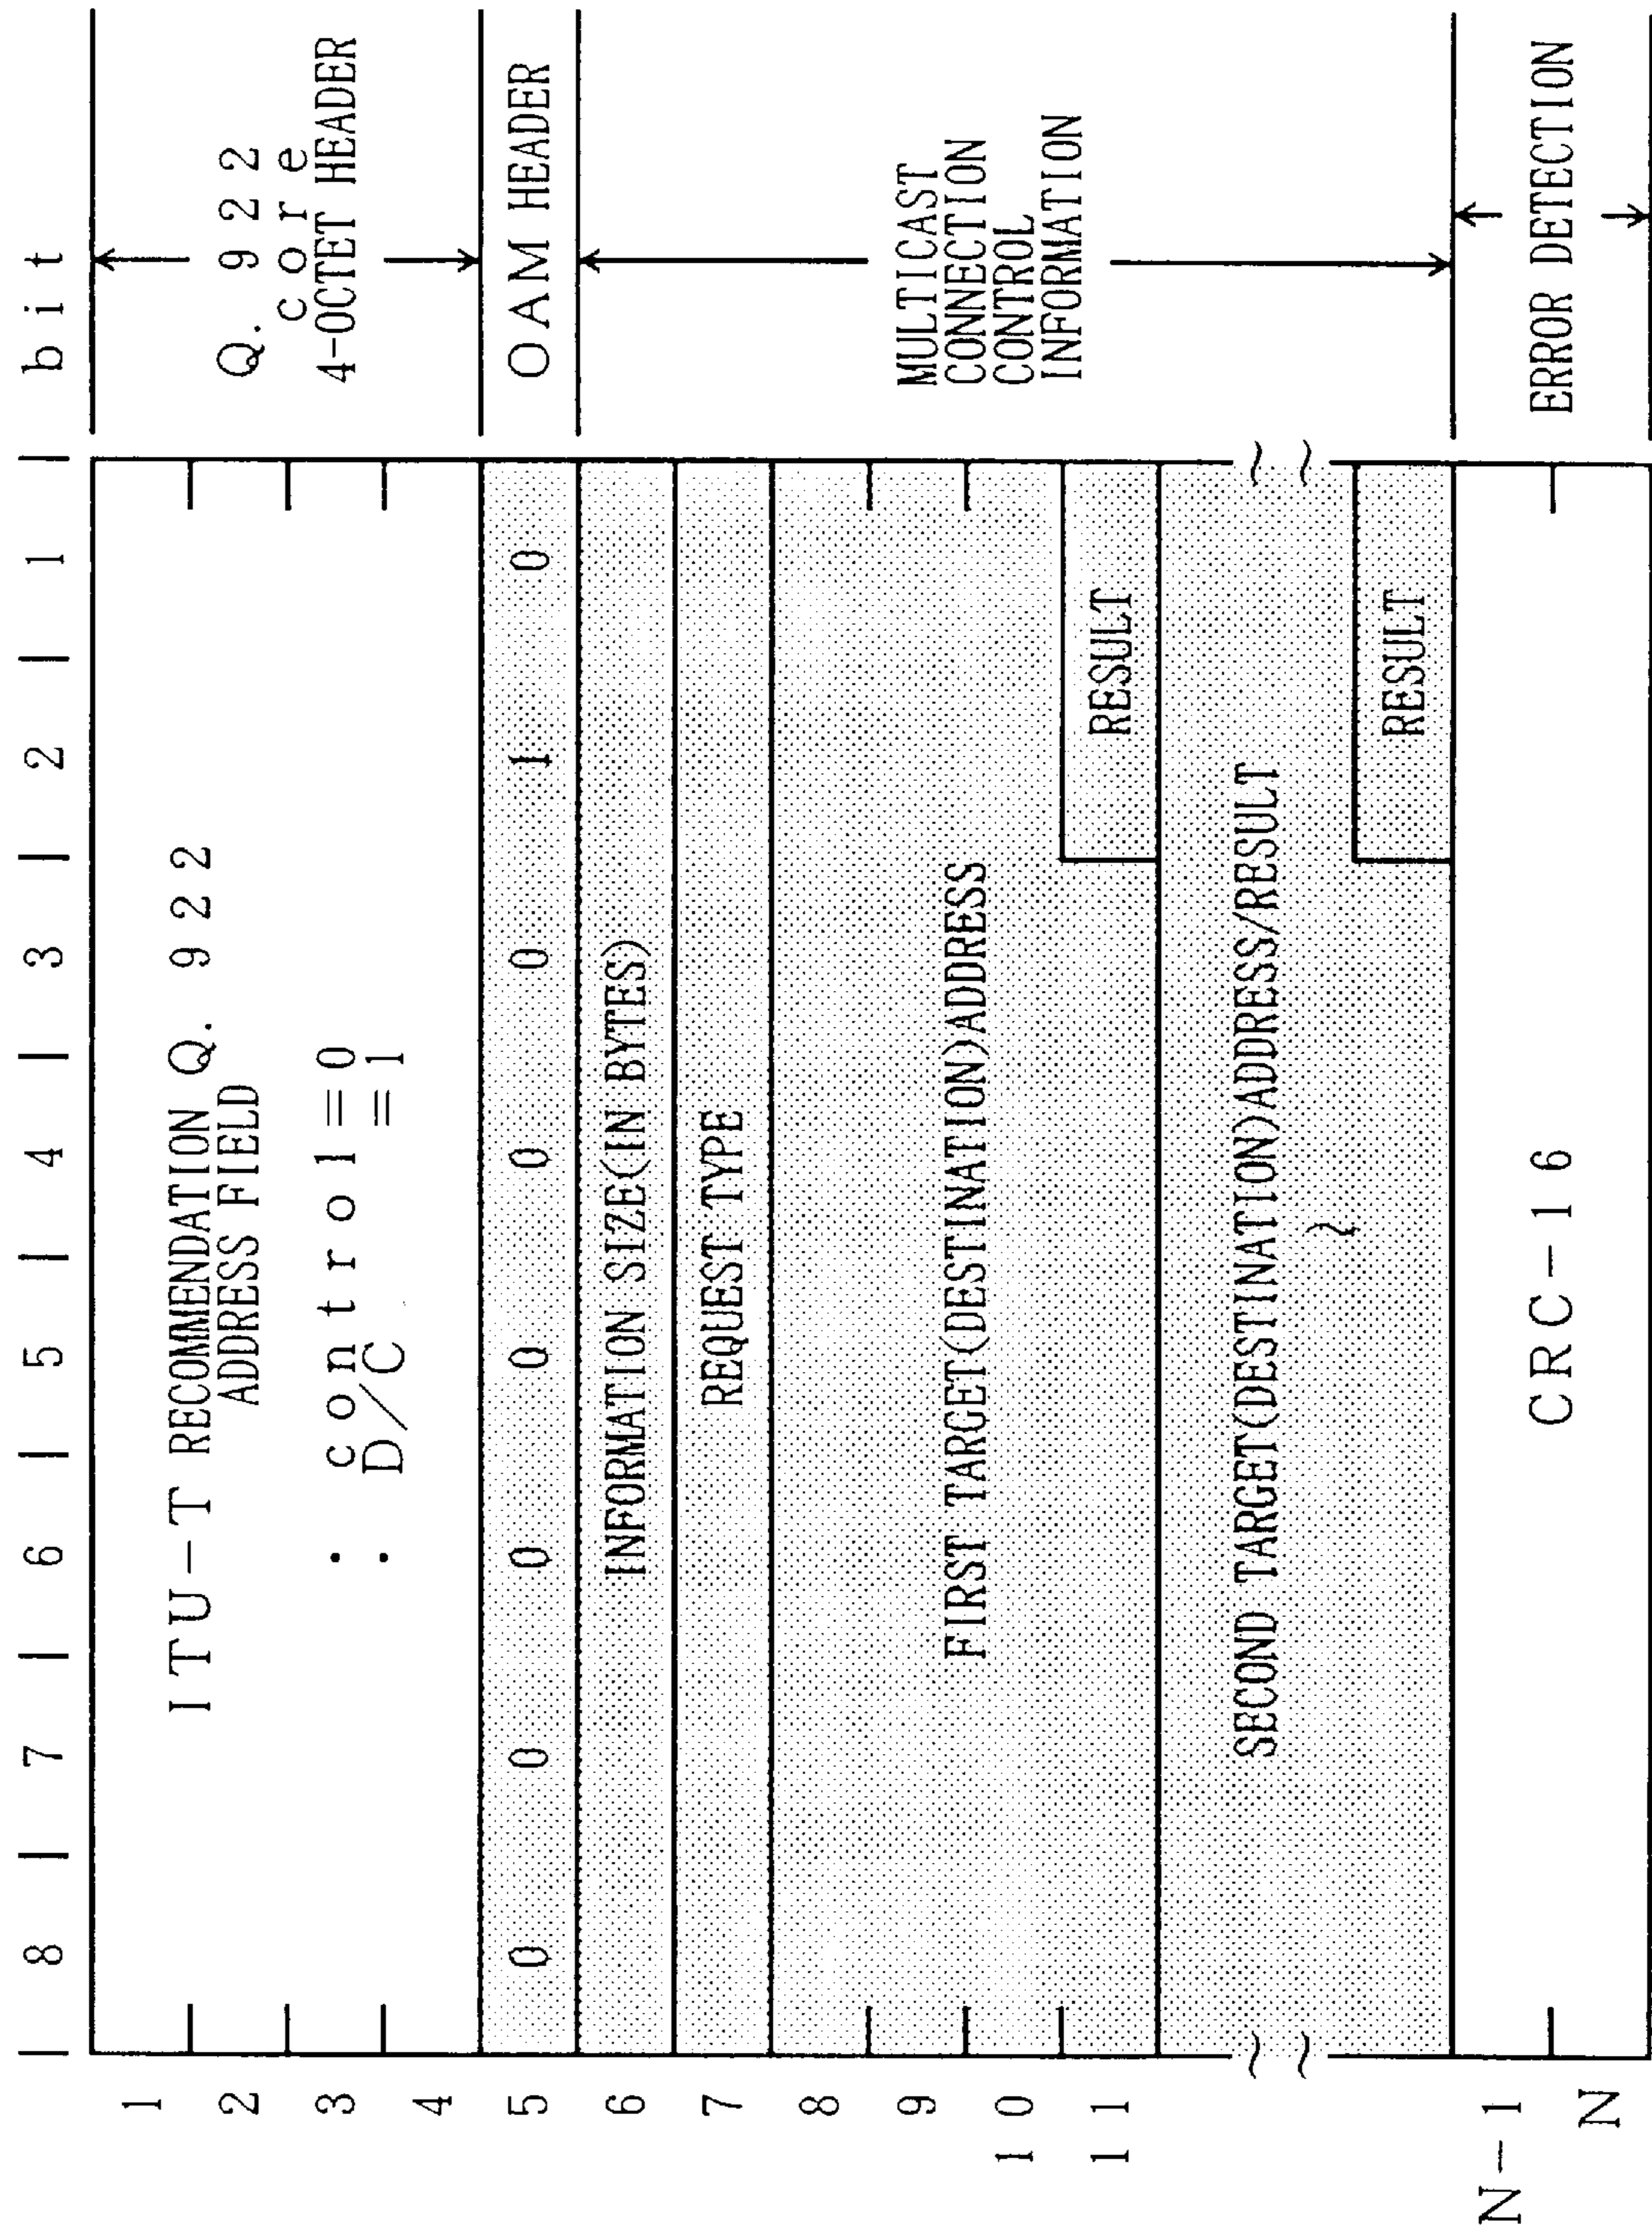 8 7 6 5 4 3 2 1 bit
1
2
3
4
ITU-T RECOMMENDATION Q. 922
ADDRESS FIELD
: control=0
: D/C =1
Q. 922
core
4-OCTET HEADER
5 0 0 0 0 0 0 1 0 OAM HEADER
6 INFORMATION SIZE(IN BYTES)
7 REQUEST TYPE
8
9
10
11
FIRST TARGET(DESTINATION)ADDRESS
RESULT
SECOND TARGET(DESTINATION)ADDRESS/RESULT
RESULT
MULTICAST
CONNECTION
CONTROL
INFORMATION
N-1
N
CRC-16
ERROR DETECTION